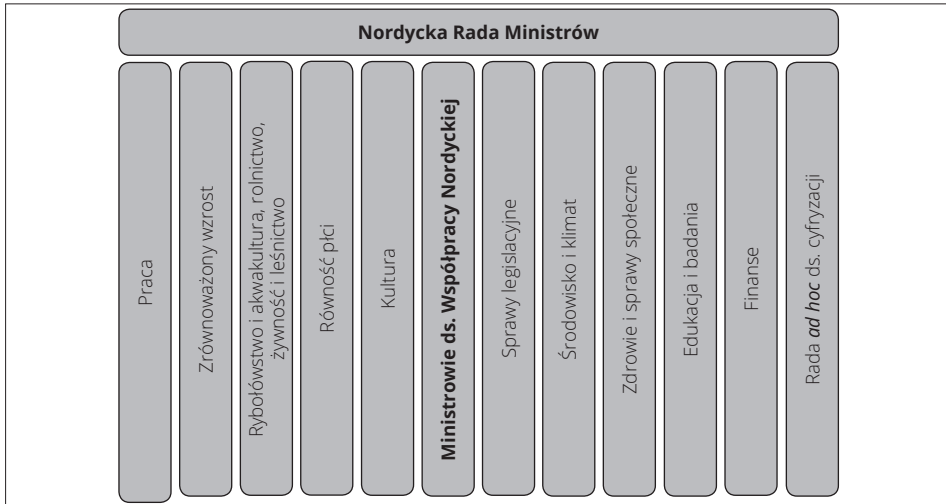 Nordycka Rada Ministrów
Praca
Zrównoważony wzrost
Rybołówstwo i akwakultura, rolnictwo,
żywność i leśnictwo
Równość płci
Kultura
Ministrowie ds. Współpracy Nordyckiej
Sprawy legislacyjne
Środowisko i klimat
Zdrowie i sprawy społeczne
Edukacja i badania
Finanse
Rada ad hoc ds. cyfryzacji